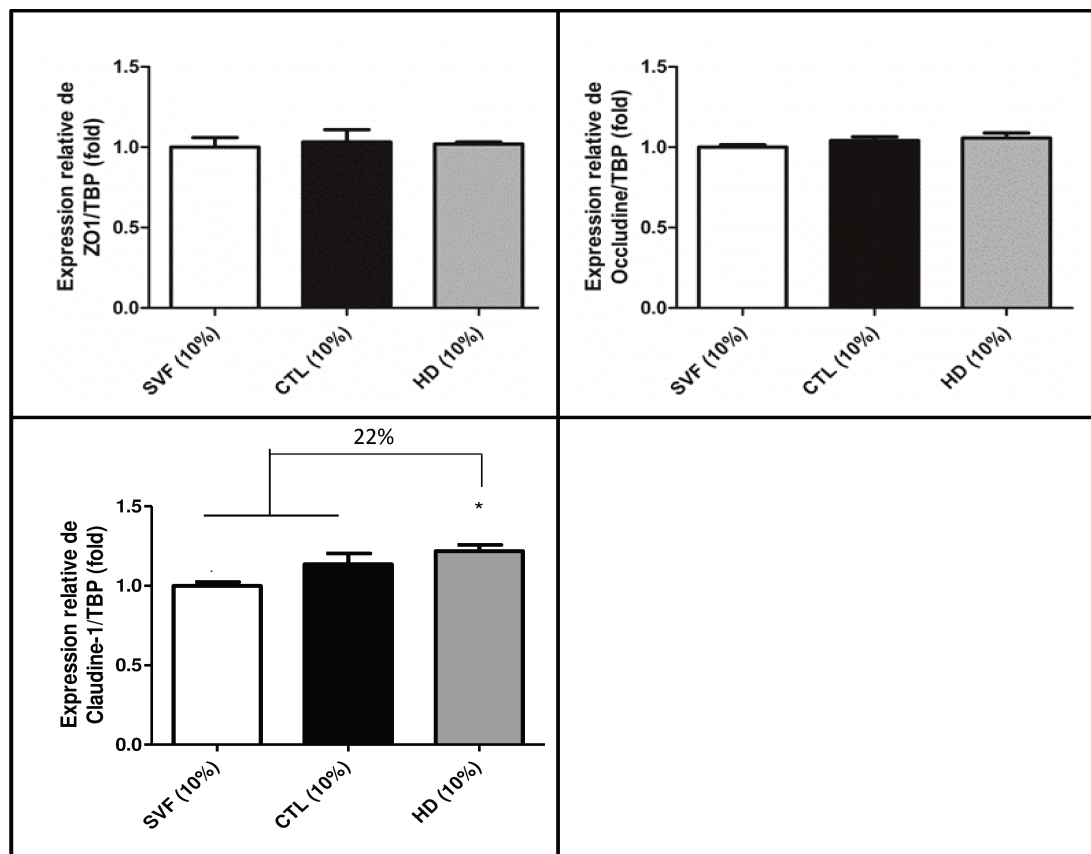 Expression relative de
ZO1/TBP (fold)
1.5
1.0
0.5
0.0
SVF (10%)
CTL (10%)
HD (10%)
Expression relative de
Occludine/TBP (fold)
1.5
1.0
0.5
0.0
SVF (10%)
CTL (10%)
HD (10%)
22%
Expression relative de
Claudine-1/TBP (fold)
1.5
1.0
0.5
0.0
*
SVF (10%)
CTL (10%)
HD (10%)